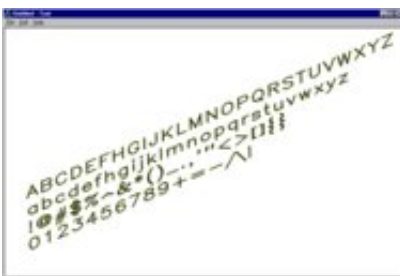 ABCDEFHGIJKLMNOPQRSTUVWXYZ
abcdefhgijklmnopqrstuvwxyz
!@#$%^&*()_-.,'"<>[]{}
0123456789+=-/\|